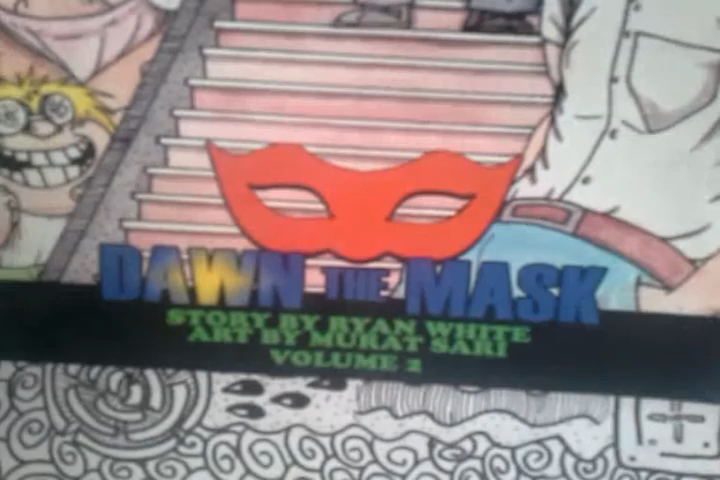 DAWN THE MASK
STORY BY RYAN WHITE
ART BY MURAT SARI
VOLUME 2